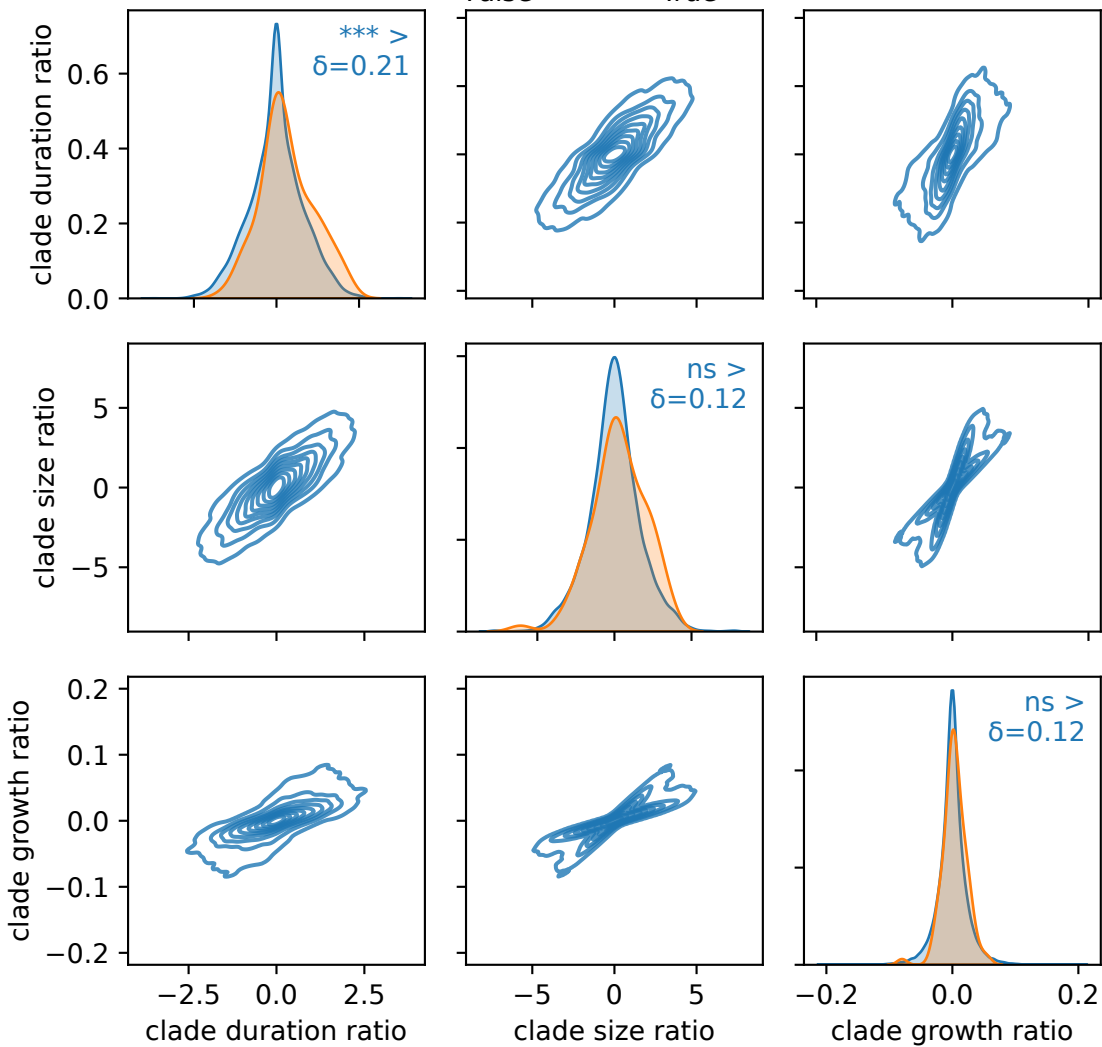 clade duration ratio
0.6
0.4
0.2
0.0
*** >
δ=0.21
clade size ratio
5
0
−5
ns >
δ=0.12
clade growth ratio
0.2
0.1
0.0
−0.1
−0.2
ns >
δ=0.12
−2.5 0.0 2.5
−5 0 5
−0.2 0.0 0.2
clade duration ratio
clade size ratio
clade growth ratio